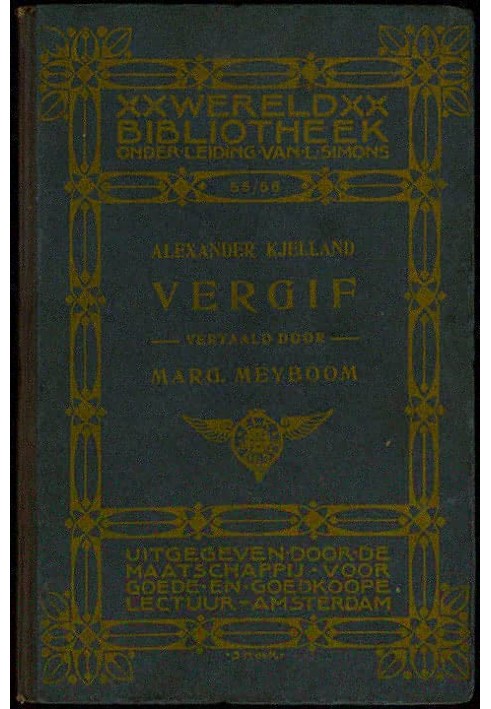 XXWERELDXX
BIBLIOTHEEK
ONDER·LEIDING·VAN·L·SIMONS
55/56
ALEXANDER KJELLAND
VERGIF
— VERTAALD DOOR —
MARG. MEYBOOM
UITGEGEVEN·DOOR·DE
MAATSCHAPPIJ·VOOR
GOEDE·EN·GOEDKOOPE
LECTUUR–AMSTERDAM